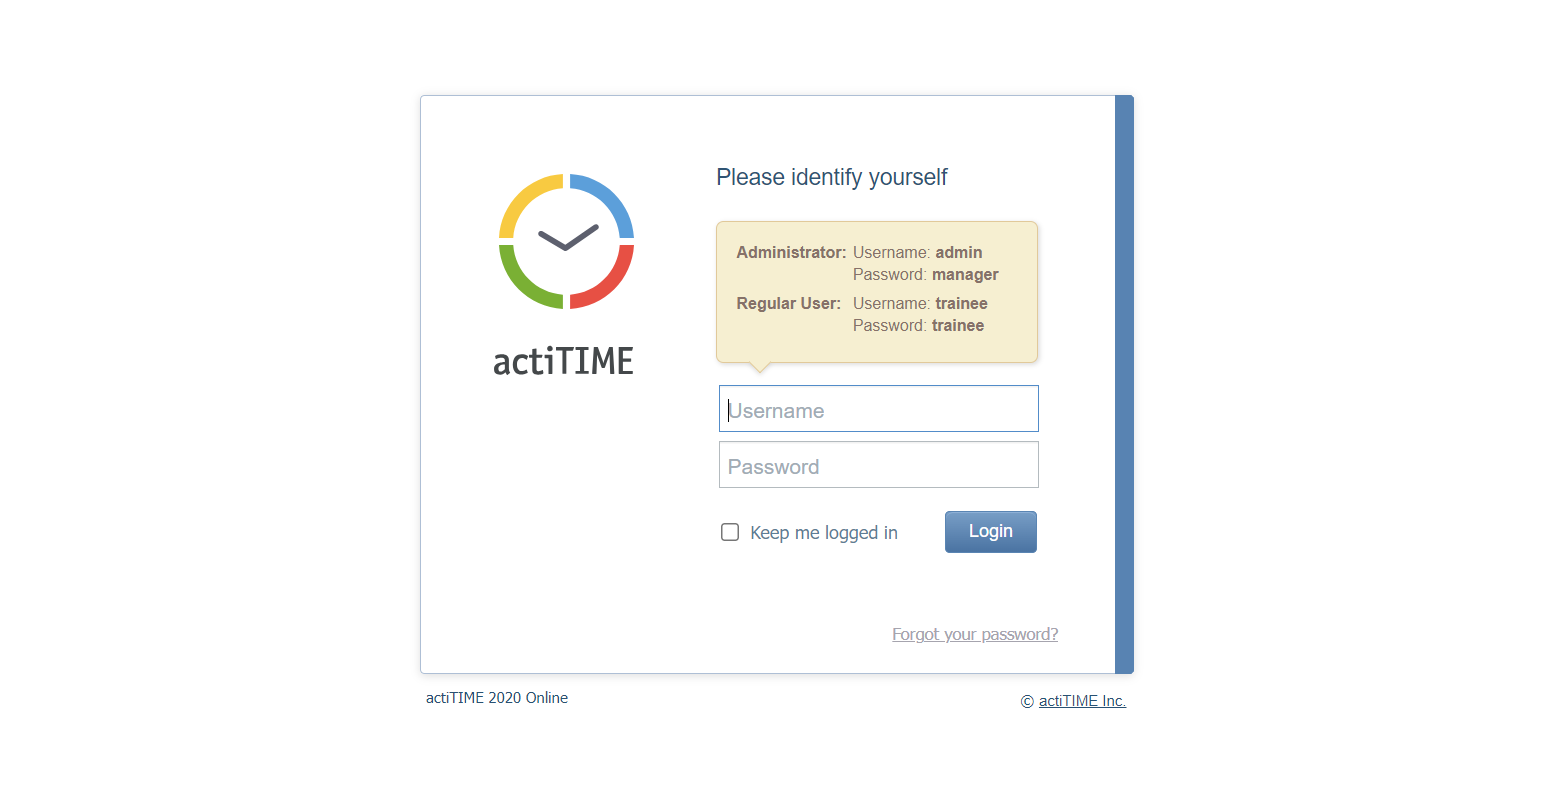 Please identify yourself
Administrator: Username: admin
Password: manager
Regular User: Username: trainee
Password: trainee
actiTIME
Username
Password
Keep me logged in
Login
Forgot your password?
actiTIME 2020 Online
© actiTIME Inc.